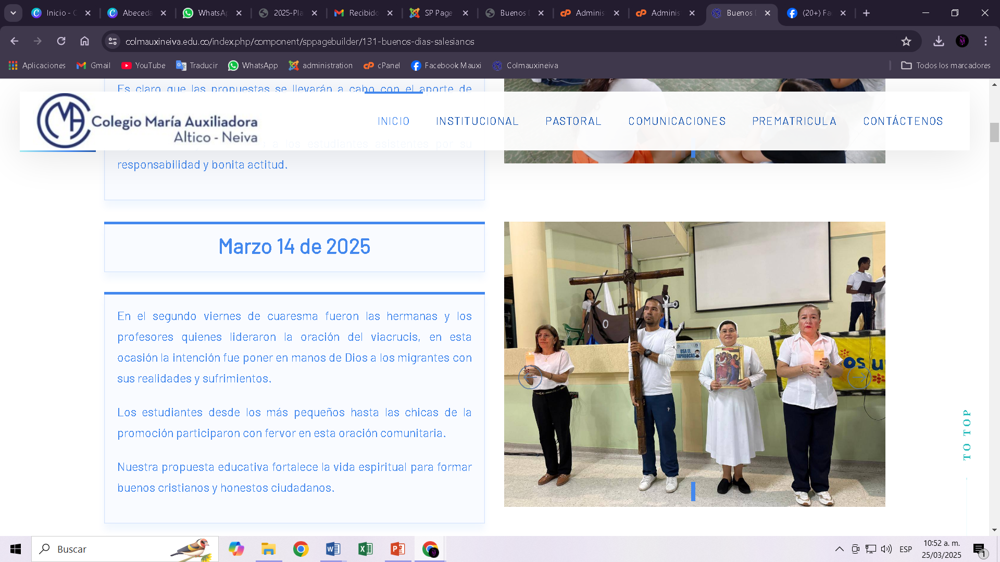 Inicio - C
Abeceda
WhatsAp
2025-Pla
Recibido
SP Page
Buenos
Adminis
Adminis
Buenos
(20+) Fa
colmauxineiva.edu.co/index.php/component/sppagebuilder/131-buenos-dias-salesianos
Aplicaciones
Gmail
YouTube
Traducir
WhatsApp
administration
cPanel
Facebook Mauxi
Colmauxineiva
Todos los marcadores
Es claro que las propuestas se llevarán a cabo con el aporte de
Colegio María Auxiliadora
Altico - Neiva
INICIO
INSTITUCIONAL
PASTORAL
COMUNICACIONES
PREMATRICULA
CONTÁCTENOS
a los estudiantes asistentes por su
responsabilidad y bonita actitud.
Marzo 14 de 2025
En el segundo viernes de cuaresma fueron las hermanas y los
profesores quienes lideraron la oración del viacrucis, en esta
ocasión la intención fue poner en manos de Dios a los migrantes con
sus realidades y sufrimientos.
Los estudiantes desde los más pequeños hasta las chicas de la
promoción participaron con fervor en esta oración comunitaria.
Nuestra propuesta educativa fortalece la vida espiritual para formar
buenos cristianos y honestos ciudadanos.
USA EL
TAPABOCAS
os u
TO TOP
Buscar
ESP
10:52 a. m.
25/03/2025
1